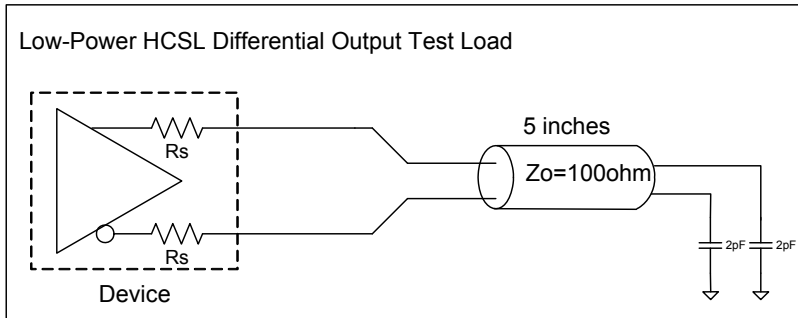 Low-Power HCSL Differential Output Test Load
Rs
5 inches
Zo=100ohm
Rs
2pF
2pF
Device